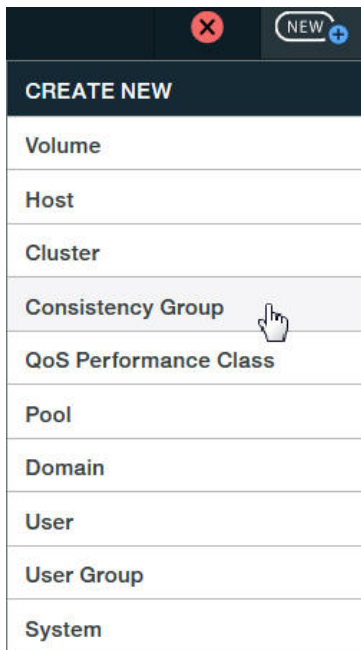 NEW
CREATE NEW
Volume
Host
Cluster
Consistency Group
QoS Performance Class
Pool
Domain
User
User Group
System